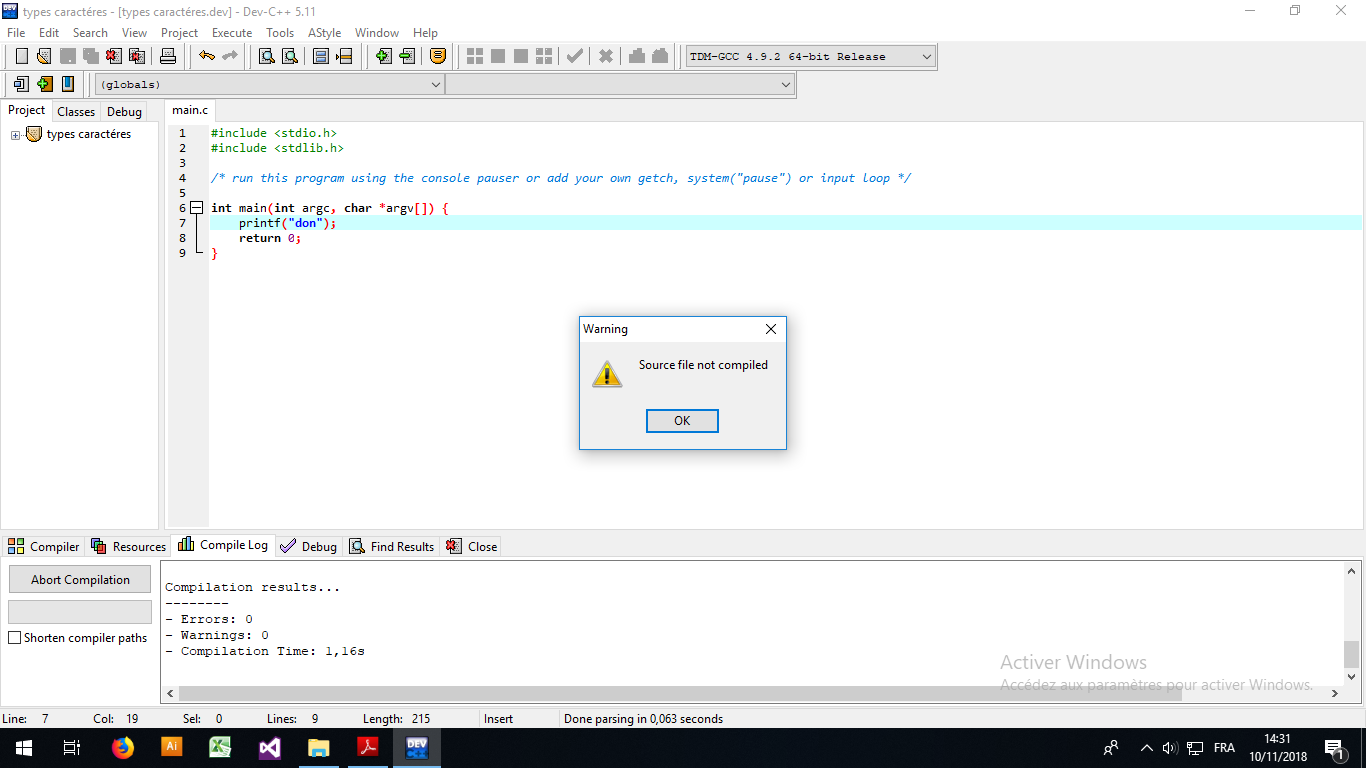 types caractéres - [types caractéres.dev] - Dev-C++ 5.11
File Edit Search View Project Execute Tools AStyle Window Help
TDM-GCC 4.9.2 64-bit Release
(globals)
Project Classes Debug
main.c
types caractéres
1 #include <stdio.h>
2 #include <stdlib.h>
3
4 /* run this program using the console pauser or add your own getch, system("pause") or input loop */
5
6 int main(int argc, char *argv[]) {
7 printf("don");
8 return 0;
9 }
Warning
Source file not compiled
OK
Compiler Resources Compile Log Debug Find Results Close
Abort Compilation
Shorten compiler paths
Compilation results...
--------
- Errors: 0
- Warnings: 0
- Compilation Time: 1,16s
Activer Windows
Accédez aux paramètres pour activer Windows.
Line: 7 Col: 19 Sel: 0 Lines: 9 Length: 215 Insert Done parsing in 0,063 seconds
Ai
DEV
FRA
14:31
10/11/2018
1